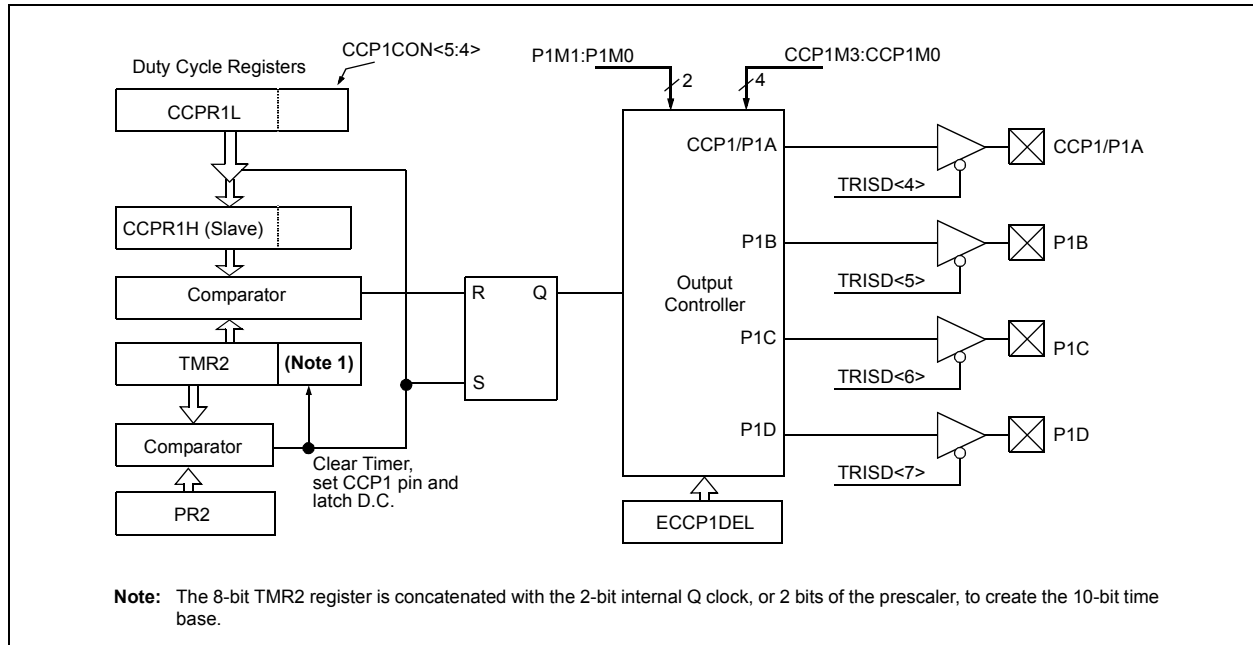 CCP1CON<5:4>
Duty Cycle Registers
CCPR1L
CCPR1H (Slave)
Comparator
TMR2
(Note 1)
Comparator
PR2
Clear Timer,
set CCP1 pin and
latch D.C.
R
Q
S
P1M1:P1M0
2
CCP1M3:CCP1M0
4
Output
Controller
CCP1/P1A
P1B
P1C
P1D
ECCP1DEL
TRISD<4>
CCP1/P1A
TRISD<5>
P1B
TRISD<6>
P1C
TRISD<7>
P1D
Note: The 8-bit TMR2 register is concatenated with the 2-bit internal Q clock, or 2 bits of the prescaler, to create the 10-bit time
base.